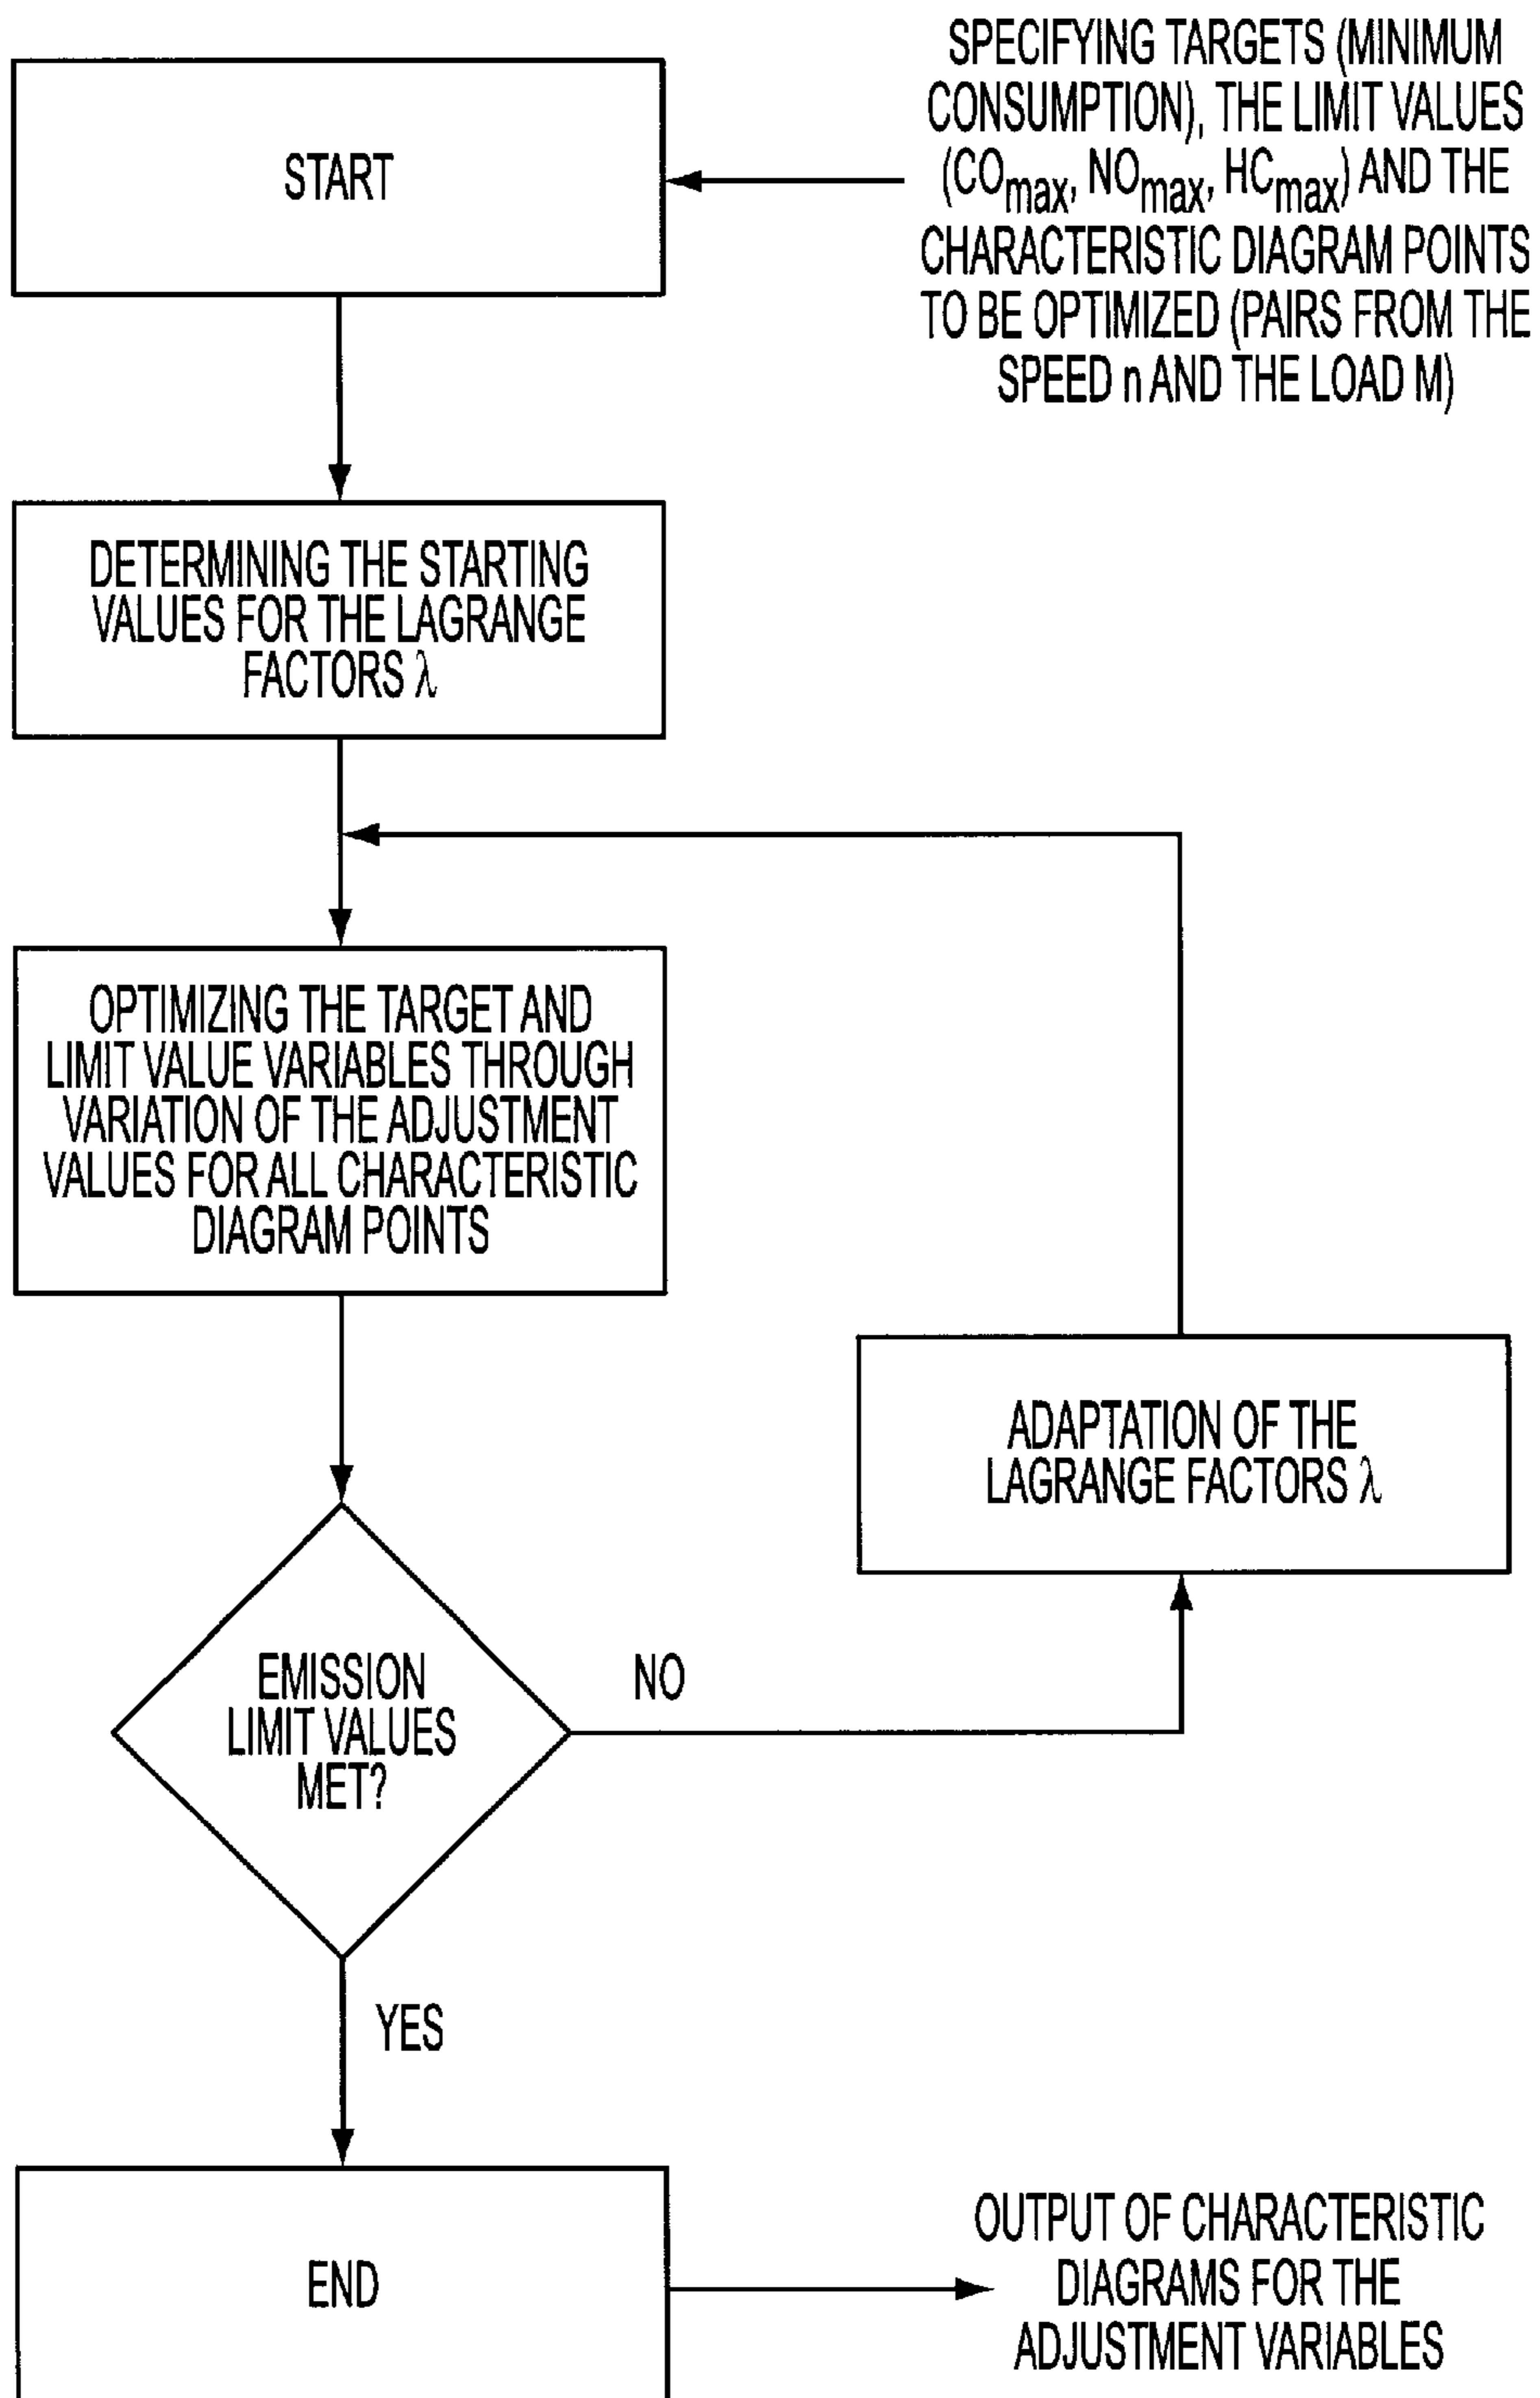 START
SPECIFYING TARGETS (MINIMUM
CONSUMPTION), THE LIMIT VALUES
(COmax, NOmax, HCmax) AND THE
CHARACTERISTIC DIAGRAM POINTS
TO BE OPTIMIZED (PAIRS FROM THE
SPEED n AND THE LOAD M)
DETERMINING THE STARTING
VALUES FOR THE LAGRANGE
FACTORS λ
OPTIMIZING THE TARGET AND
LIMIT VALUE VARIABLES THROUGH
VARIATION OF THE ADJUSTMENT
VALUES FOR ALL CHARACTERISTIC
DIAGRAM POINTS
ADAPTATION OF THE
LAGRANGE FACTORS λ
EMISSION
LIMIT VALUES
MET?
NO
YES
END
OUTPUT OF CHARACTERISTIC
DIAGRAMS FOR THE
ADJUSTMENT VARIABLES